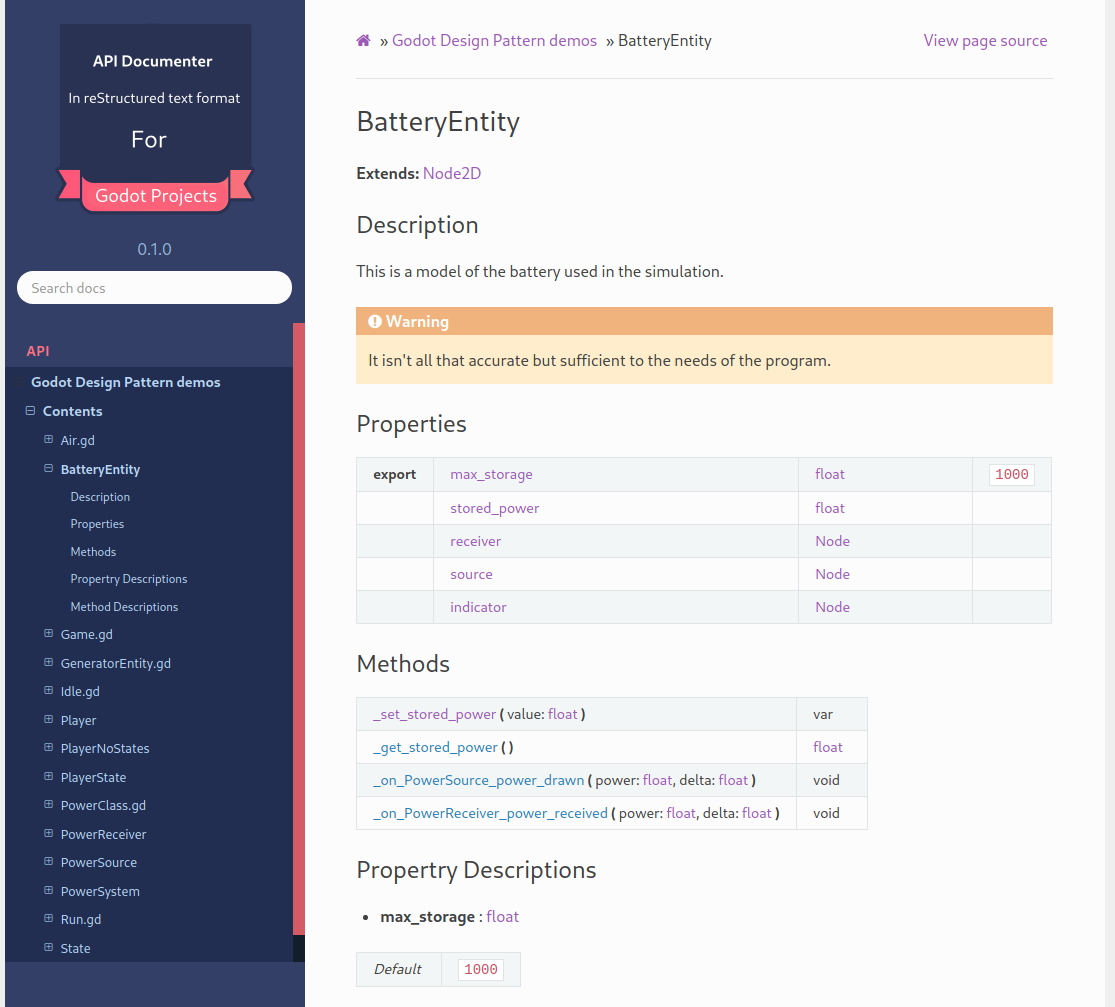 API Documenter
In reStructured text format
For
Godot Projects
0.1.0
Search docs
API
Godot Design Pattern demos
Contents
Air.gd
BatteryEntity
Description
Properties
Methods
Propertry Descriptions
Method Descriptions
Game.gd
GeneratorEntity.gd
Idle.gd
Player
PlayerNoStates
PlayerState
PowerClass.gd
PowerReceiver
PowerSource
PowerSystem
Run.gd
State
» Godot Design Pattern demos » BatteryEntity View page source
BatteryEntity
Extends: Node2D
Description
This is a model of the battery used in the simulation.
Warning
It isn't all that accurate but sufficient to the needs of the program.
Properties
export max_storage float 1000
stored_power float
receiver Node
source Node
indicator Node
Methods
_set_stored_power ( value: float ) var
_get_stored_power ( ) float
_on_PowerSource_power_drawn ( power: float, delta: float ) void
_on_PowerReceiver_power_received ( power: float, delta: float ) void
Propertry Descriptions
• max_storage : float
Default 1000